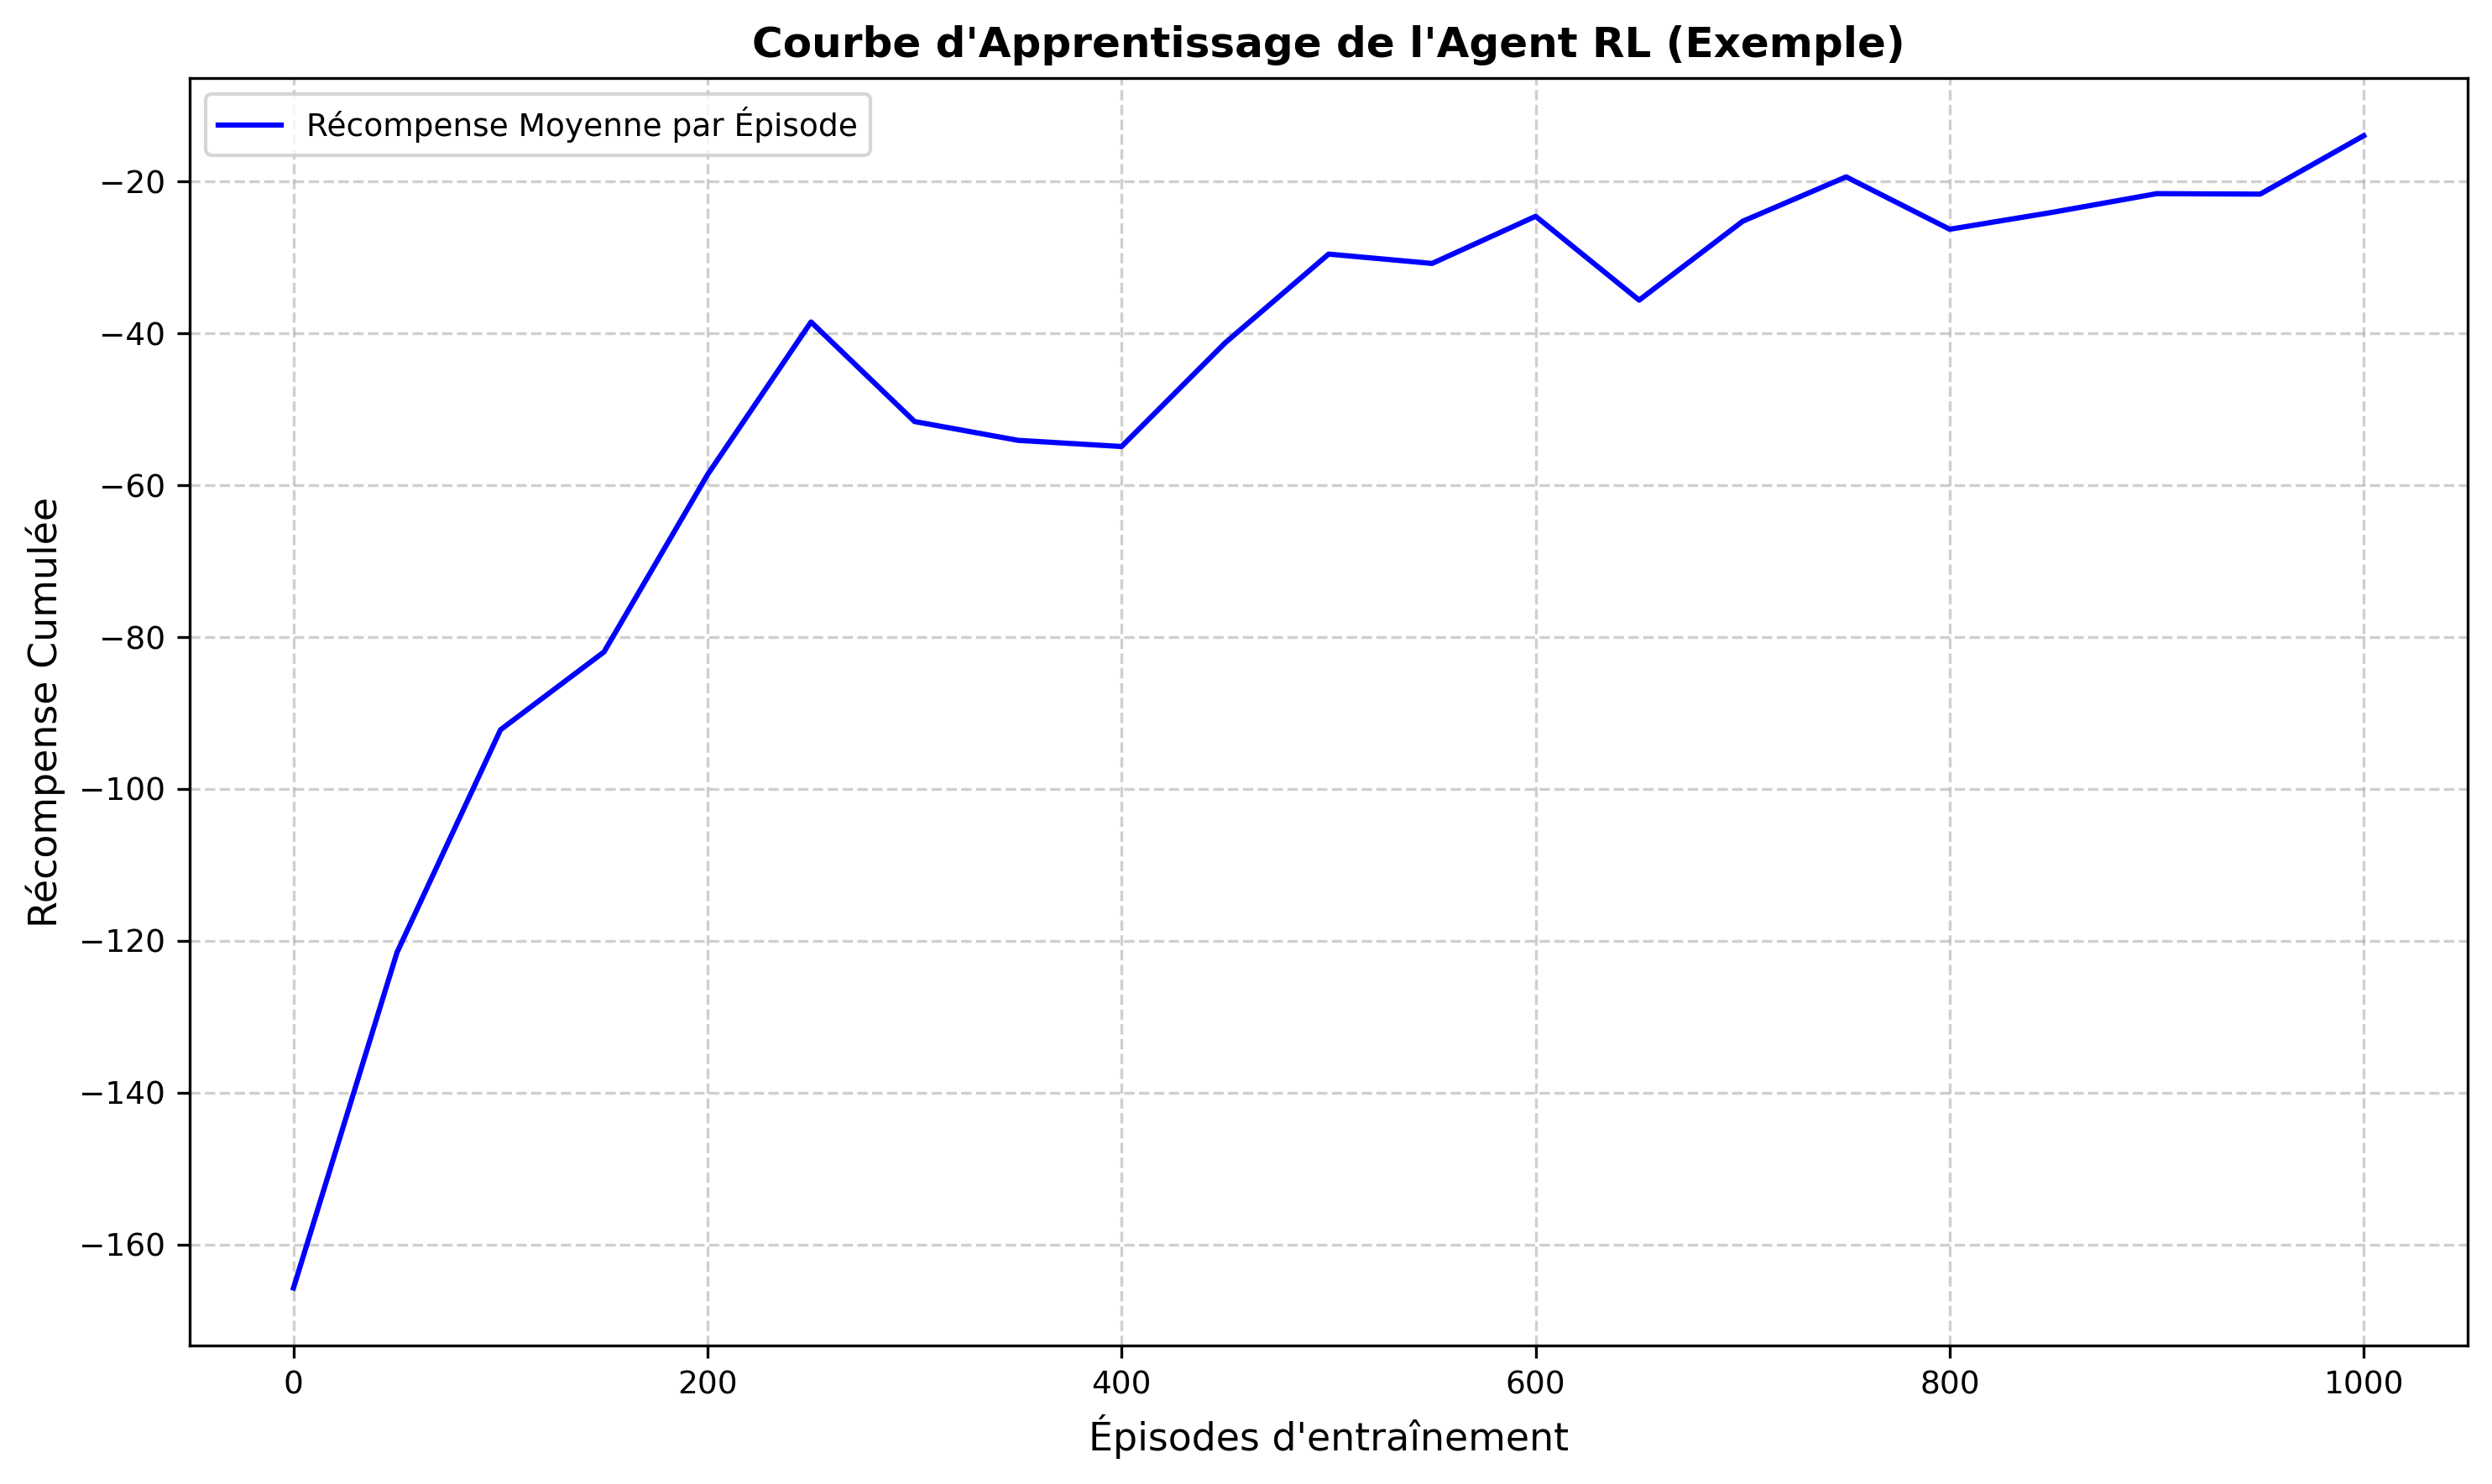 Courbe d'Apprentissage de l'Agent RL (Exemple)
Récompense Moyenne par Épisode
Récompense Cumulée
−20
−40
−60
−80
−100
−120
−140
−160
0 200 400 600 800 1000
Épisodes d'entraînement